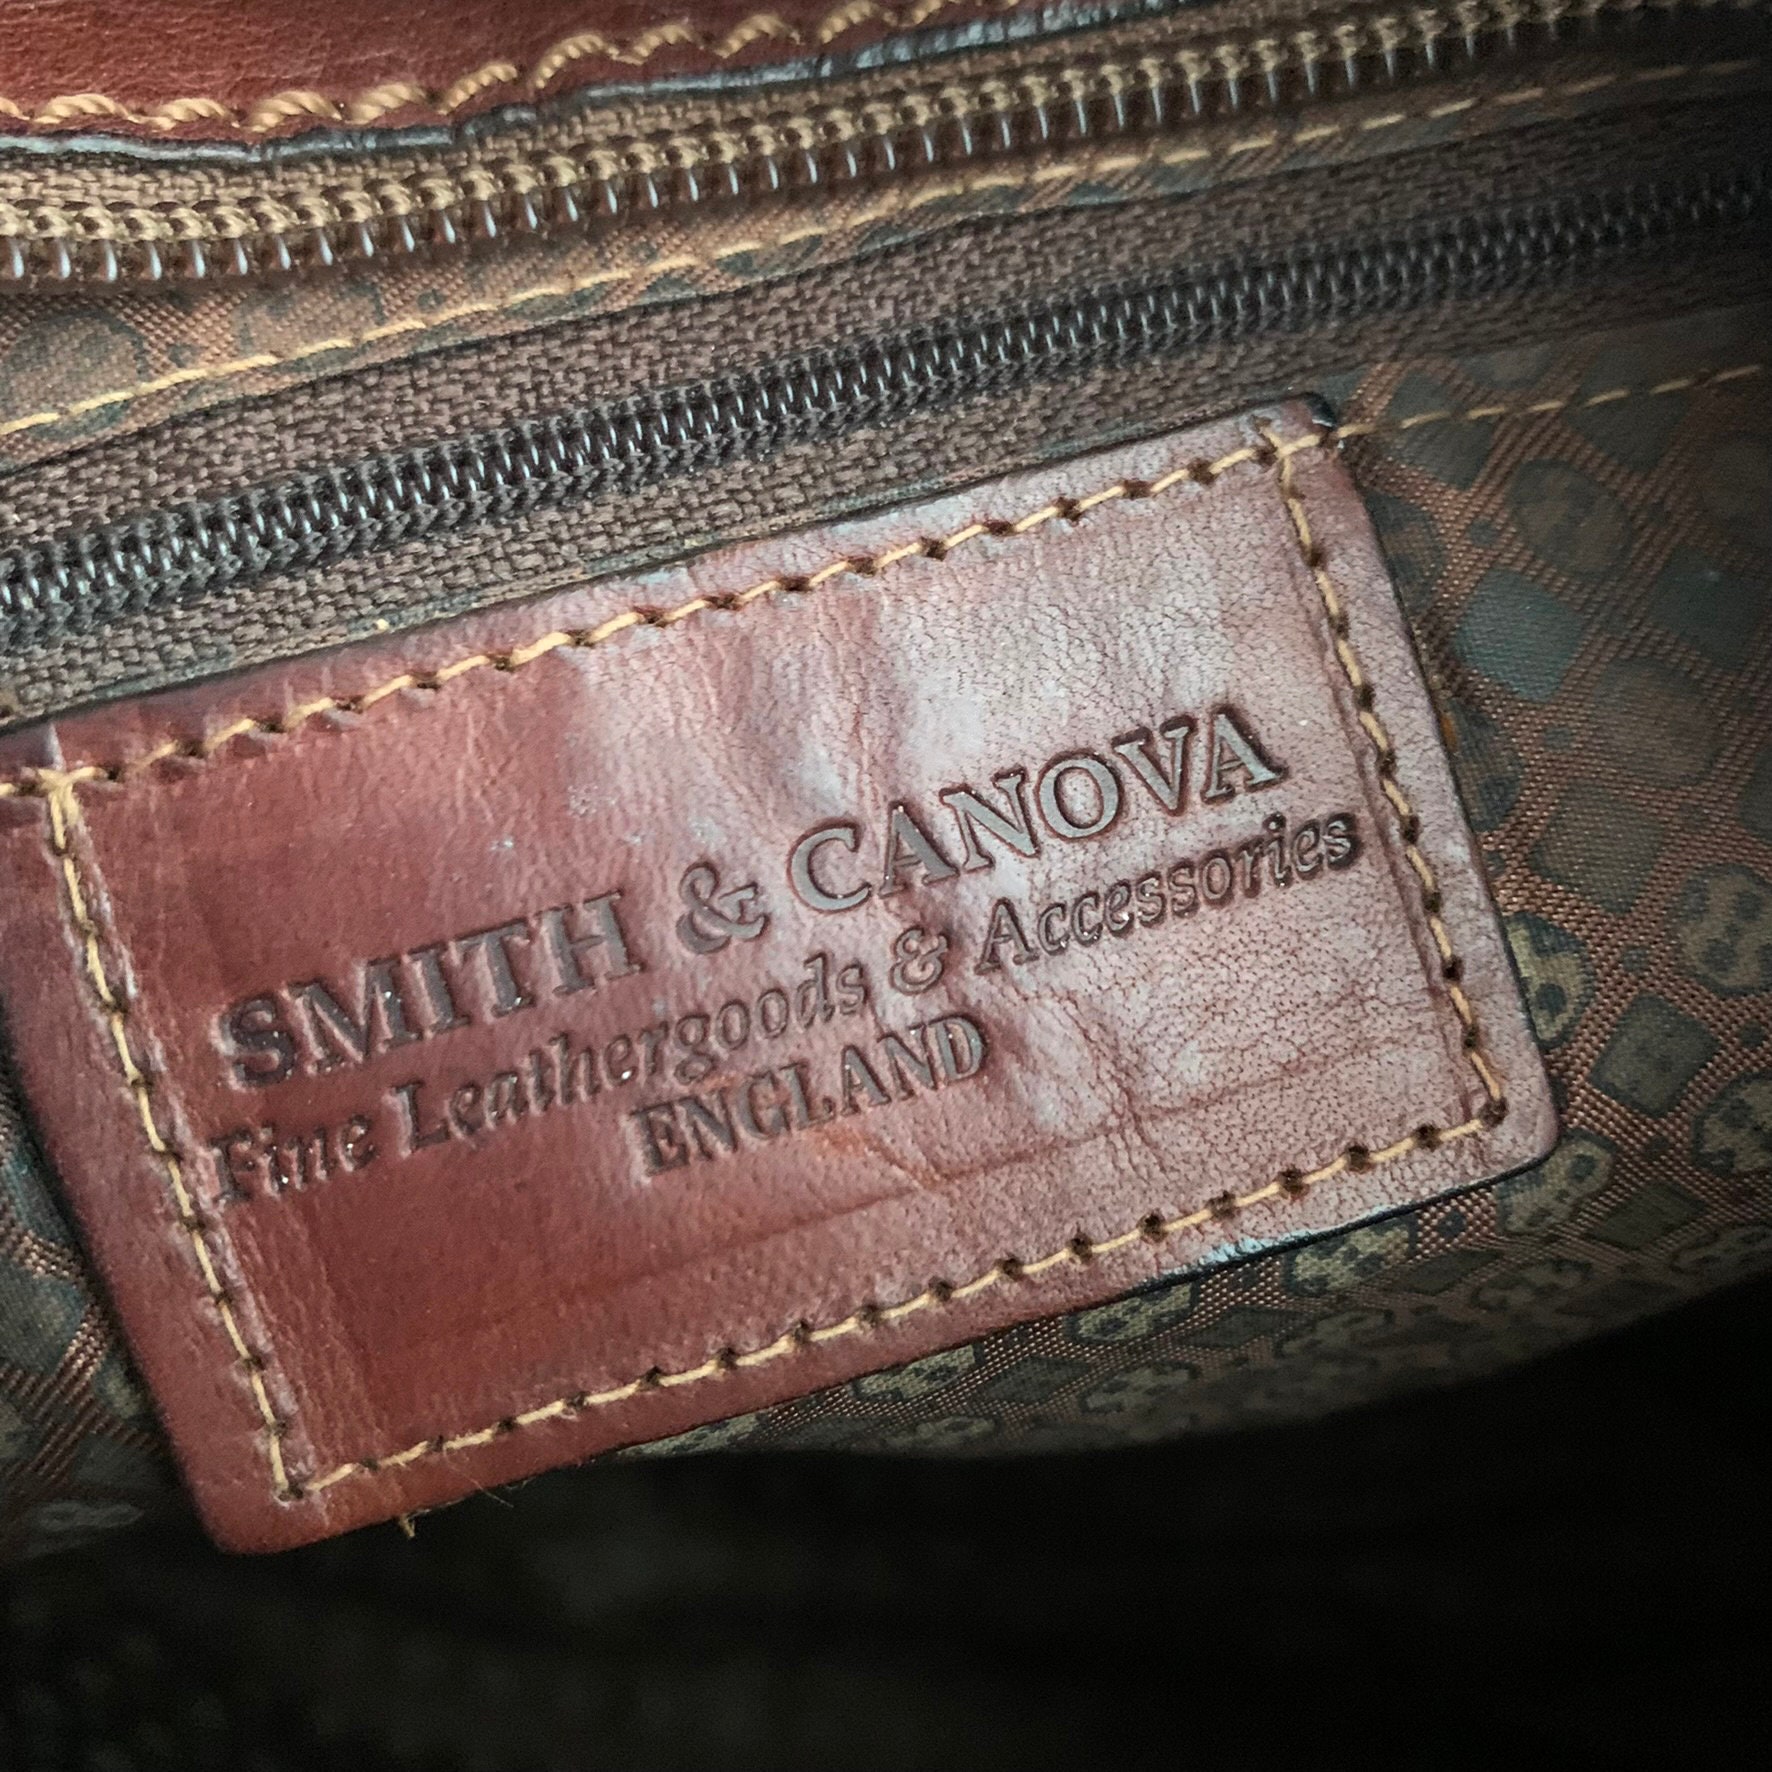 SMITH & CANOVA
Fine Leathergoods & Accessories
ENGLAND